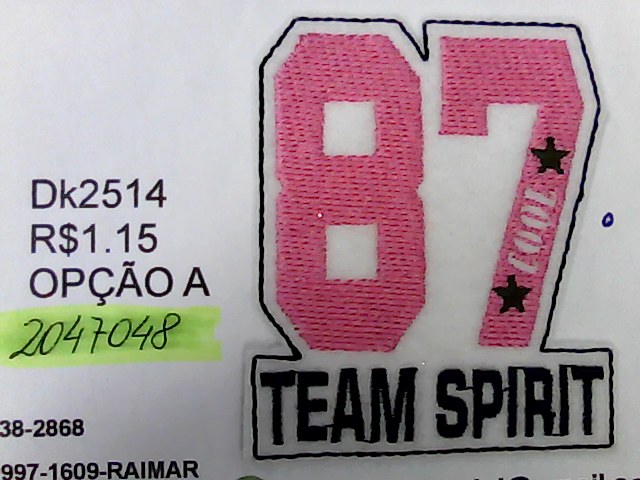 Dk2514
R$1.15
OPÇÃO A
2047048
38-2868
997-1609-RAIMAR
87
COOL
TEAM SPIRIT